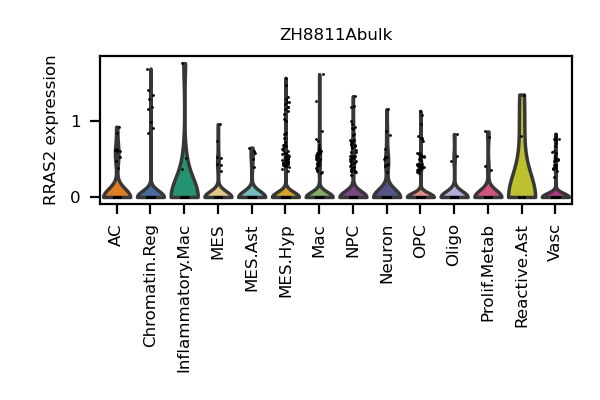 ZH8811Abulk
RRAS2 expression
1
0
AC
Chromatin.Reg
Inflammatory.Mac
MES
MES.Ast
MES.Hyp
Mac
NPC
Neuron
OPC
Oligo
Prolif.Metab
Reactive.Ast
Vasc